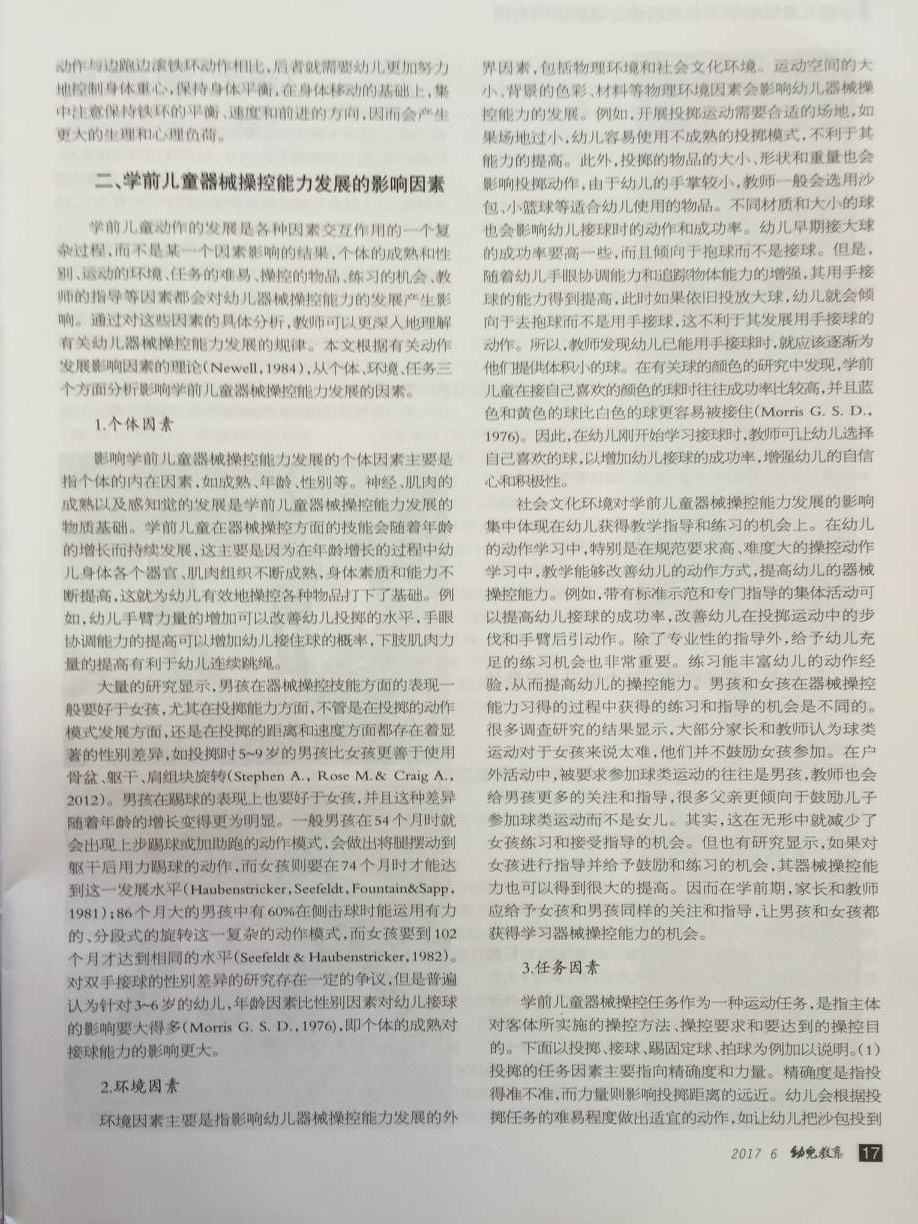 动作与边跑边滚铁环动作相比,后者就需要幼儿更加努力
地控制身体重心,保持身体平衡,在身体移动的基础上,集
中注意保持铁环的平衡、速度和前进的方向,因而会产生
更大的生理和心理负荷。
二、学前儿童器械操控能力发展的影响因素
学前儿童动作的发展是各种因素交互作用的一个复
杂过程,而不是某一个因素影响的结果,个体的成熟和性
别、运动的环境、任务的难易、操控的物品、练习的机会、教
师的指导等因素都会对幼儿器械操控能力的发展产生影
响。通过对这些因素的具体分析,教师可以更深入地理解
有关幼儿器械操控能力发展的规律。本文根据有关动作
发展影响因素的理论(Newell,1984),从个体、环境、任务三
个方面分析影响学前儿童器械操控能力发展的因素。
1.个体因素
影响学前儿童器械操控能力发展的个体因素主要是
指个体的内在因素,如成熟、年龄、性别等。神经、肌肉的
成熟以及感知觉的发展是学前儿童器械操控能力发展的
物质基础。学前儿童在器械操控方面的技能会随着年龄
的增长而持续发展,这主要是因为在年龄增长的过程中幼
儿身体各个器官、肌肉组织不断成熟,身体素质和能力不
断提高,这就为幼儿有效地操控各种物品打下了基础。例
如,幼儿手臂力量的增加可以改善幼儿投掷的水平,手眼
协调能力的提高可以增加幼儿接住球的概率,下肢肌肉力
量的提高有利于幼儿连续跳绳。
大量的研究显示,男孩在器械操控技能方面的表现一
般要好于女孩,尤其在投掷能力方面,不管是在投掷的动作
模式发展方面,还是在投掷的距离和速度方面都存在着显
著的性别差异,如投掷时5~9岁的男孩比女孩更善于使用
骨盆、躯干、肩组块旋转(Stephen A., Rose M.& Craig A.,
2012)。男孩在踢球的表现上也要好于女孩,并且这种差异
随着年龄的增长变得更为明显。一般男孩在54个月时就
会出现上步踢球或加助跑的动作模式,会做出将腿摆动到
躯干后用力踢球的动作,而女孩则要在74个月时才能达
到这一发展水平(Haubenstricker,Seefeldt,Fountain&Sapp,
1981);86个月大的男孩中有60%在侧击球时能运用有力
的、分段式的旋转这一复杂的动作模式,而女孩要到102
个月才达到相同的水平(Seefeldt & Haubenstricker,1982)。
对双手接球的性别差异的研究存在一定的争议,但是普遍
认为针对3~6岁的幼儿,年龄因素比性别因素对幼儿接球
的影响要大得多(Morris G. S. D.,1976),即个体的成熟对
接球能力的影响更大。
2.环境因素
环境因素主要是指影响幼儿器械操控能力发展的外
界因素,包括物理环境和社会文化环境。运动空间的大
小、背景的色彩、材料等物理环境因素会影响幼儿器械操
控能力的发展。例如,开展投掷运动需要合适的场地,如
果场地过小,幼儿容易使用不成熟的投掷模式,不利于其
能力的提高。此外,投掷的物品的大小、形状和重量也会
影响投掷动作,由于幼儿的手掌较小,教师一般会选用沙
包、小篮球等适合幼儿使用的物品。不同材质和大小的球
也会影响幼儿接球时的动作和成功率。幼儿早期接大球
的成功率要高一些,而且倾向于抱球而不是接球。但是,
随着幼儿手眼协调能力和追踪物体能力的增强,其用手接
球的能力得到提高,此时如果依旧投放大球,幼儿就会倾
向于去抱球而不是用手接球,这不利于其发展用手接球的
动作。所以,教师发现幼儿已能用手接球时,就应该逐渐为
他们提供体积小的球。在有关球的颜色的研究中发现,学前
儿童在接自己喜欢的颜色的球时往往成功率比较高,并且蓝
色和黄色的球比白色的球更容易被接住(Morris G. S. D.,
1976)。因此,在幼儿刚开始学习接球时,教师可让幼儿选择
自己喜欢的球,以增加幼儿接球的成功率,增强幼儿的自信
心和积极性。
社会文化环境对学前儿童器械操控能力发展的影响
集中体现在幼儿获得教学指导和练习的机会上。在幼儿
的动作学习中,特别是在规范要求高、难度大的操控动作
学习中,教学能够改善幼儿的动作方式,提高幼儿的器械
操控能力。例如,带有标准示范和专门指导的集体活动可
以提高幼儿接球的成功率,改善幼儿在投掷运动中的步
伐和手臂后引动作。除了专业性的指导外,给予幼儿充
足的练习机会也非常重要。练习能丰富幼儿的动作经
验,从而提高幼儿的操控能力。男孩和女孩在器械操控
能力习得的过程中获得的练习和指导的机会是不同的。
很多调查研究的结果显示,大部分家长和教师认为球类
运动对于女孩来说太难,他们并不鼓励女孩参加。在户
外活动中,被要求参加球类运动的往往是男孩,教师也会
给男孩更多的关注和指导,很多父亲更倾向于鼓励儿子
参加球类运动而不是女儿。其实,这在无形中就减少了
女孩练习和接受指导的机会。但也有研究显示,如果对
女孩进行指导并给予鼓励和练习的机会,其器械操控能
力也可以得到很大的提高。因而在学前期,家长和教师
应给予女孩和男孩同样的关注和指导,让男孩和女孩都
获得学习器械操控能力的机会。
3.任务因素
学前儿童器械操控任务作为一种运动任务,是指主体
对客体所实施的操控方法、操控要求和要达到的操控目
的。下面以投掷、接球、踢固定球、拍球为例加以说明。(1)
投掷的任务因素主要指向精确度和力量。精确度是指投
得准不准,而力量则影响投掷距离的远近。幼儿会根据投
掷任务的难易程度做出适宜的动作,如让幼儿把沙包投到
2017 6 幼儿教育 17